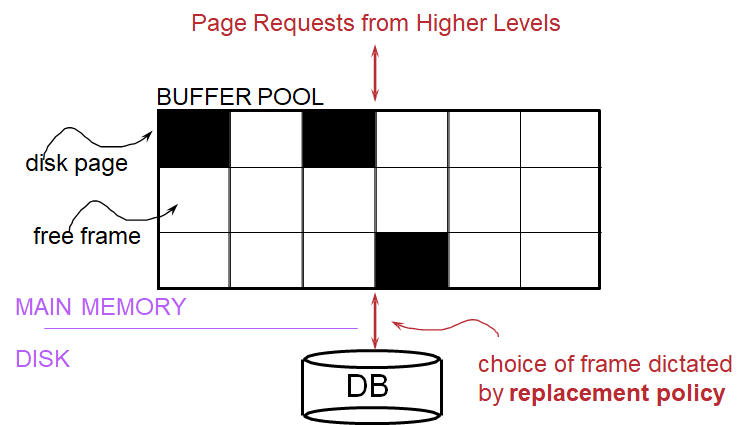 Page Requests from Higher Levels
BUFFER POOL
disk page
free frame
MAIN MEMORY
DISK
DB
choice of frame dictated
by replacement policy